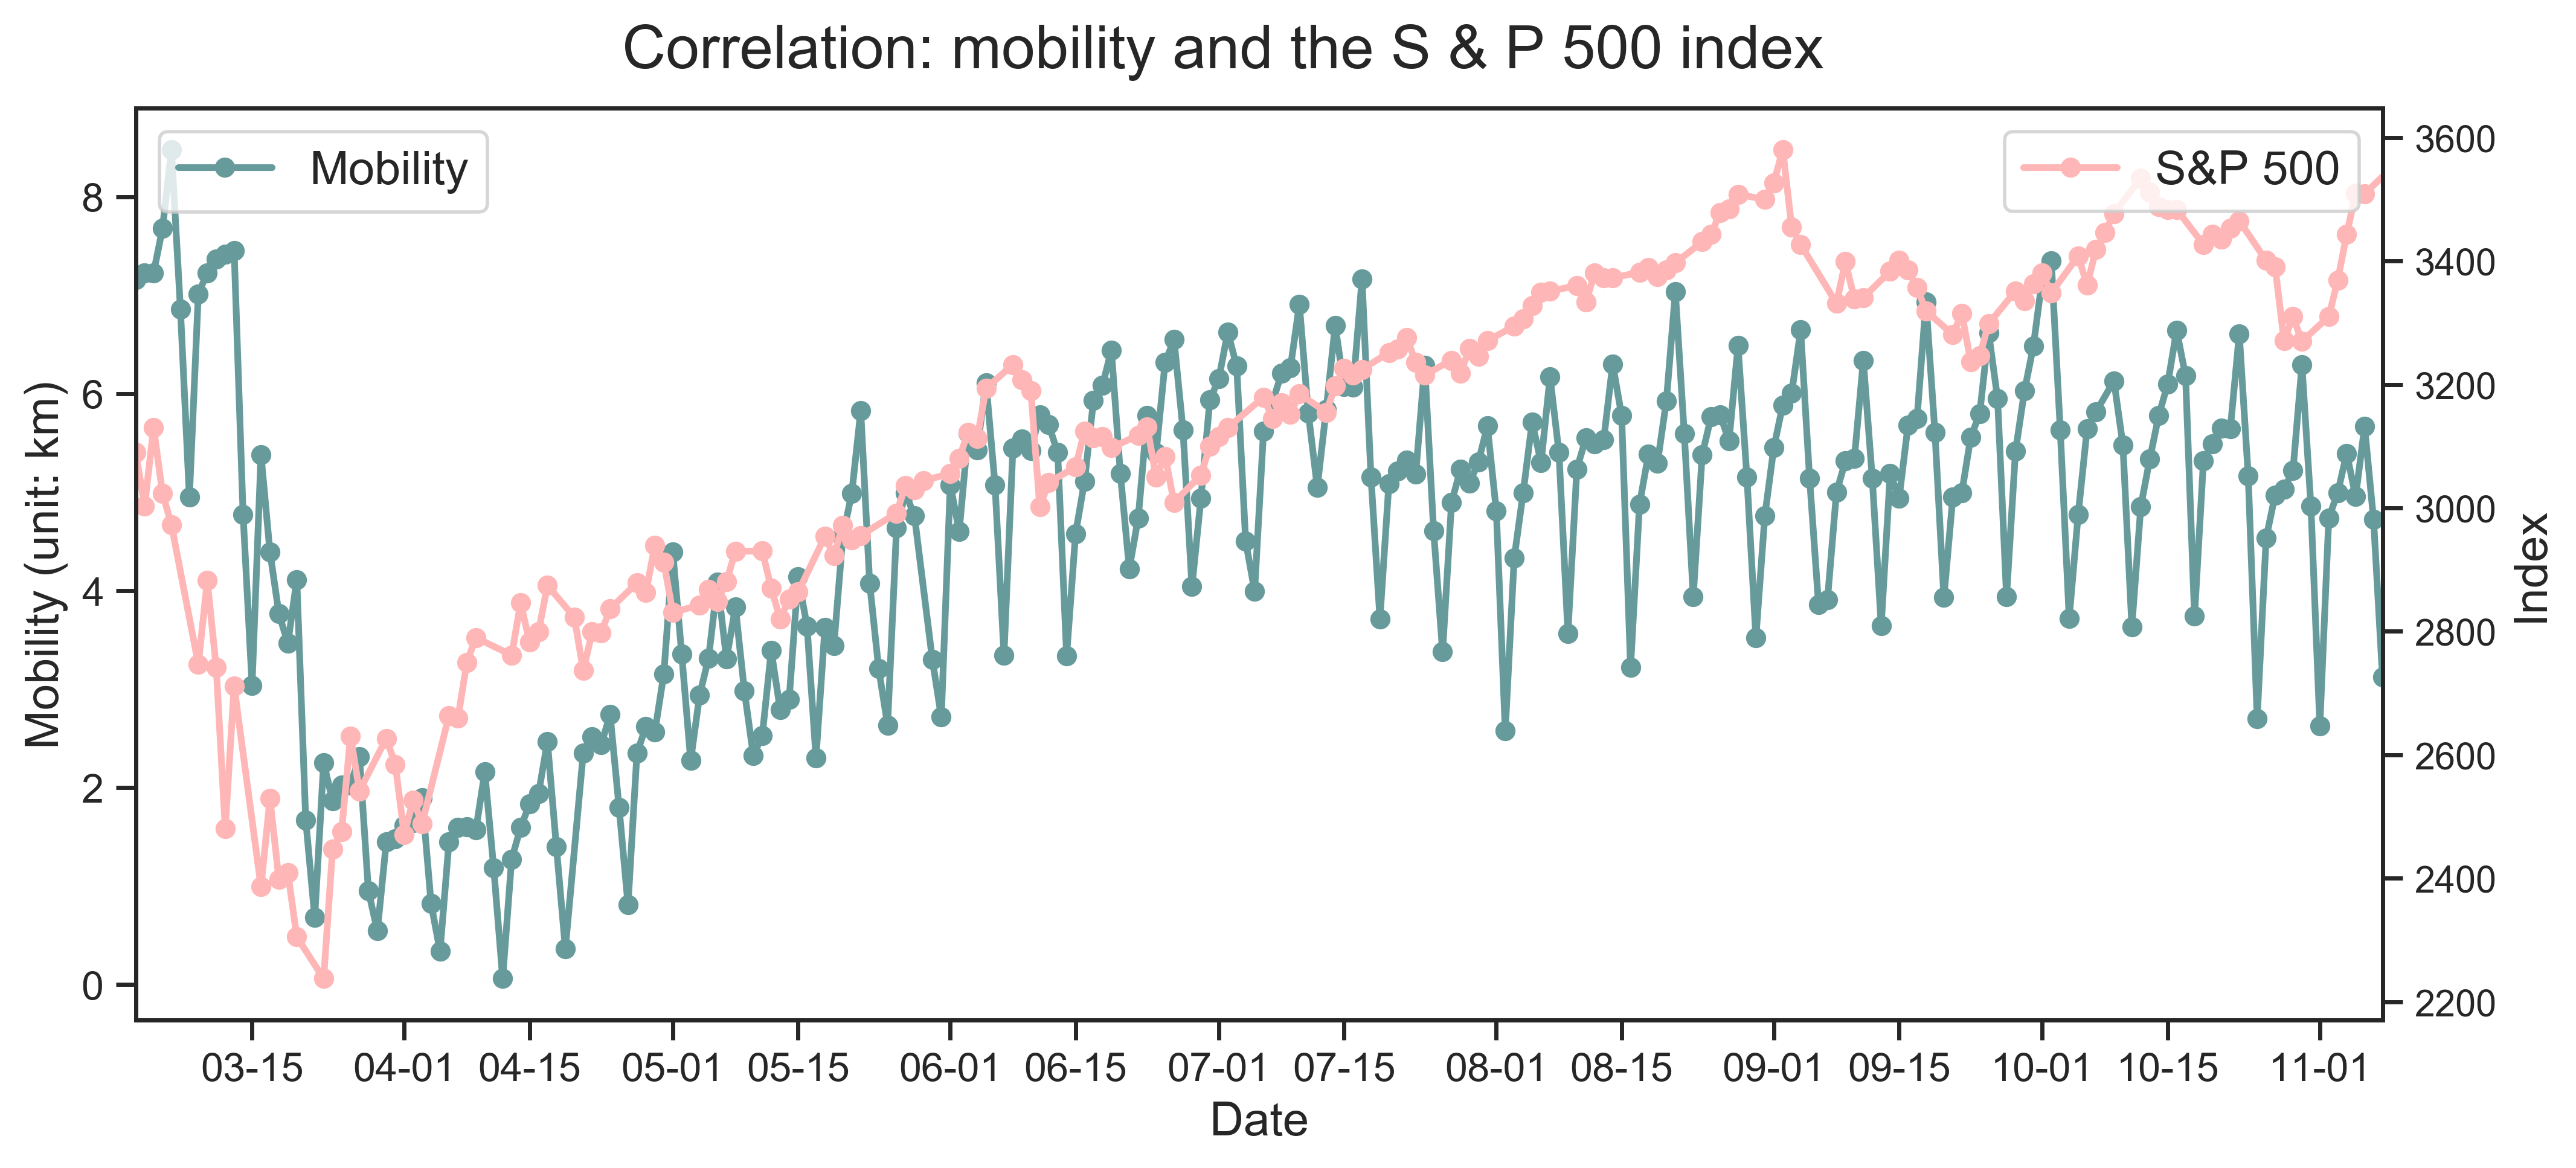 Correlation: mobility and the S & P 500 index
Mobility
S&P 500
Mobility (unit: km)
8
6
4
2
0
3600
3400
3200
3000
2800
2600
2400
2200
Index
03-15 04-01 04-15 05-01 05-15 06-01 06-15 07-01 07-15 08-01 08-15 09-01 09-15 10-01 10-15 11-01
Date